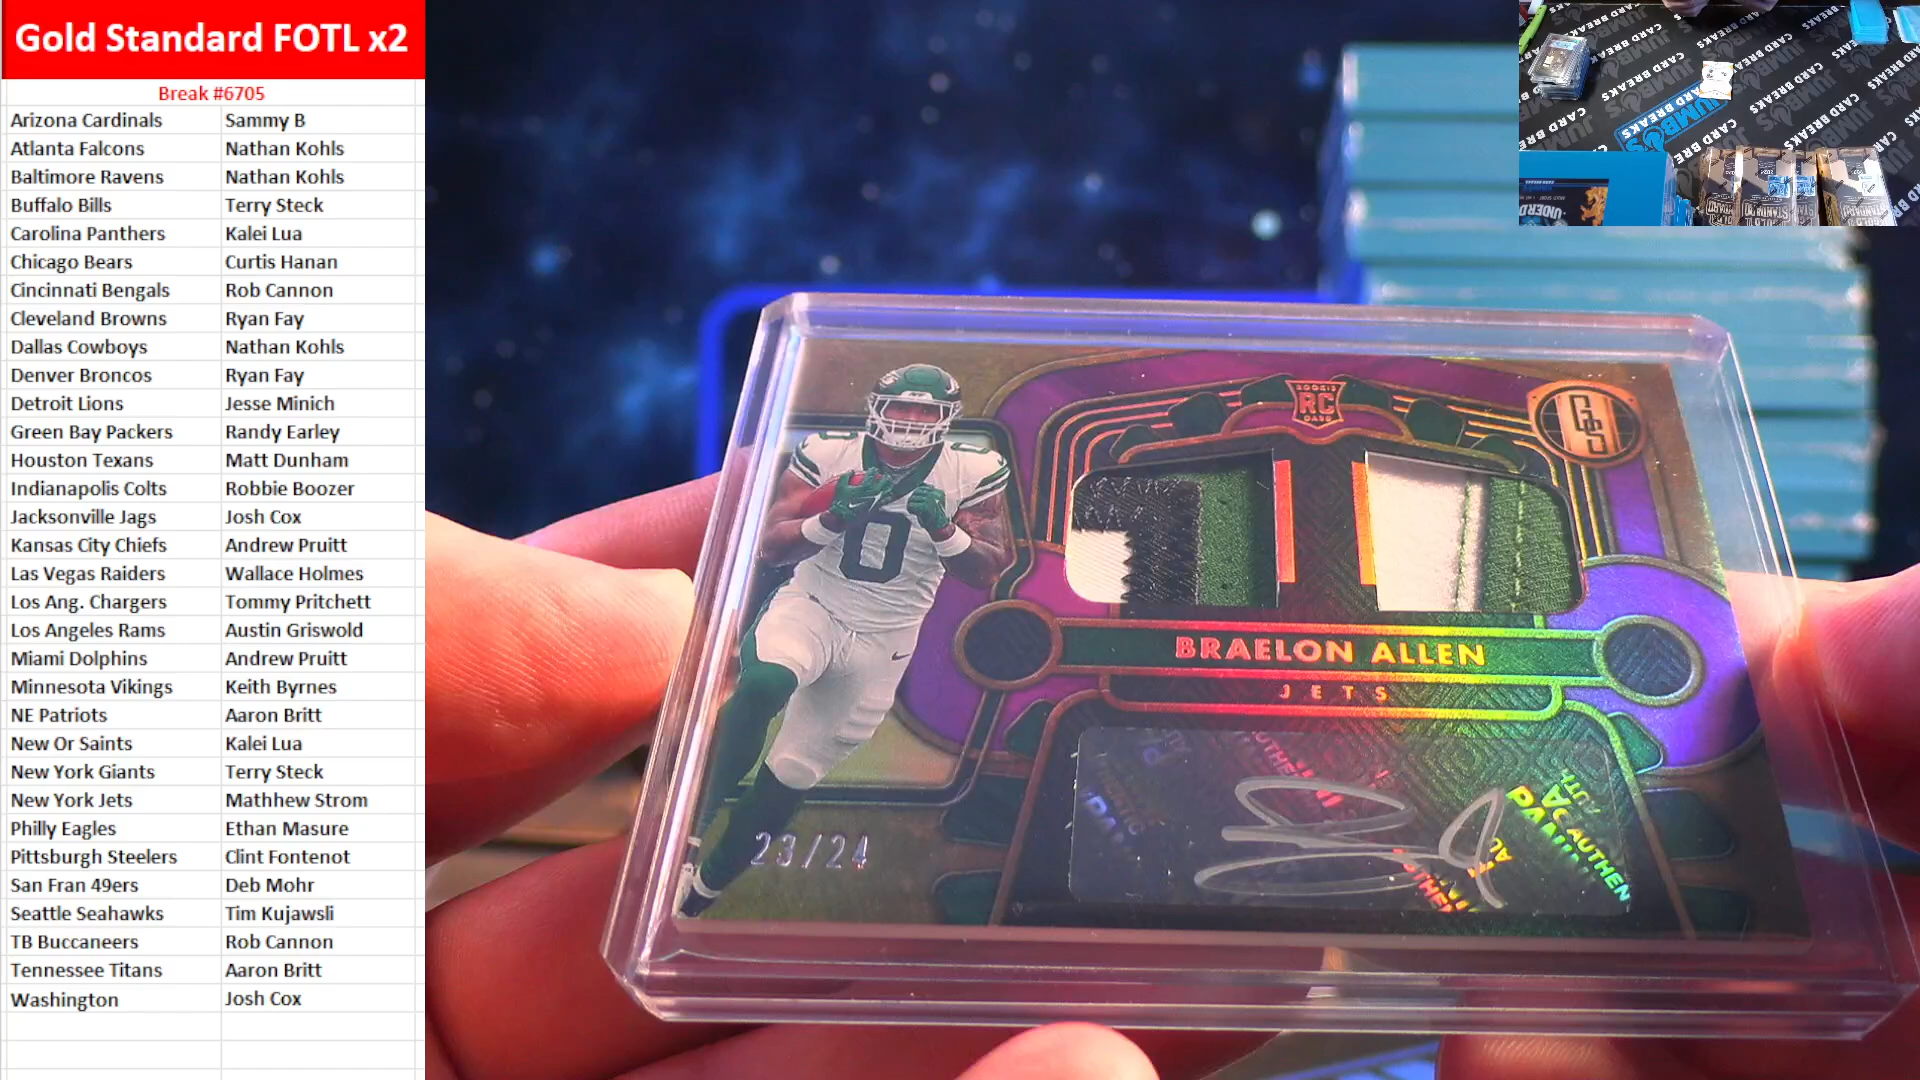 Gold Standard FOTL x2
Break #6705
Arizona Cardinals Sammy B
Atlanta Falcons Nathan Kohls
Baltimore Ravens Nathan Kohls
Buffalo Bills Terry Steck
Carolina Panthers Kalei Lua
Chicago Bears Curtis Hanan
Cincinnati Bengals Rob Cannon
Cleveland Browns Ryan Fay
Dallas Cowboys Nathan Kohls
Denver Broncos Ryan Fay
Detroit Lions Jesse Minich
Green Bay Packers Randy Earley
Houston Texans Matt Dunham
Indianapolis Colts Robbie Boozer
Jacksonville Jags Josh Cox
Kansas City Chiefs Andrew Pruitt
Las Vegas Raiders Wallace Holmes
Los Ang. Chargers Tommy Pritchett
Los Angeles Rams Austin Griswold
Miami Dolphins Andrew Pruitt
Minnesota Vikings Keith Byrnes
NE Patriots Aaron Britt
New Or Saints Kalei Lua
New York Giants Terry Steck
New York Jets Mathhew Strom
Philly Eagles Ethan Masure
Pittsburgh Steelers Clint Fontenot
San Fran 49ers Deb Mohr
Seattle Seahawks Tim Kujawsli
TB Buccaneers Rob Cannon
Tennessee Titans Aaron Britt
Washington Josh Cox
ROOKIE
RC
CARD
GS
0
BRAELON ALLEN
JETS
23/24
JUMBO'S
CARD BREAKS